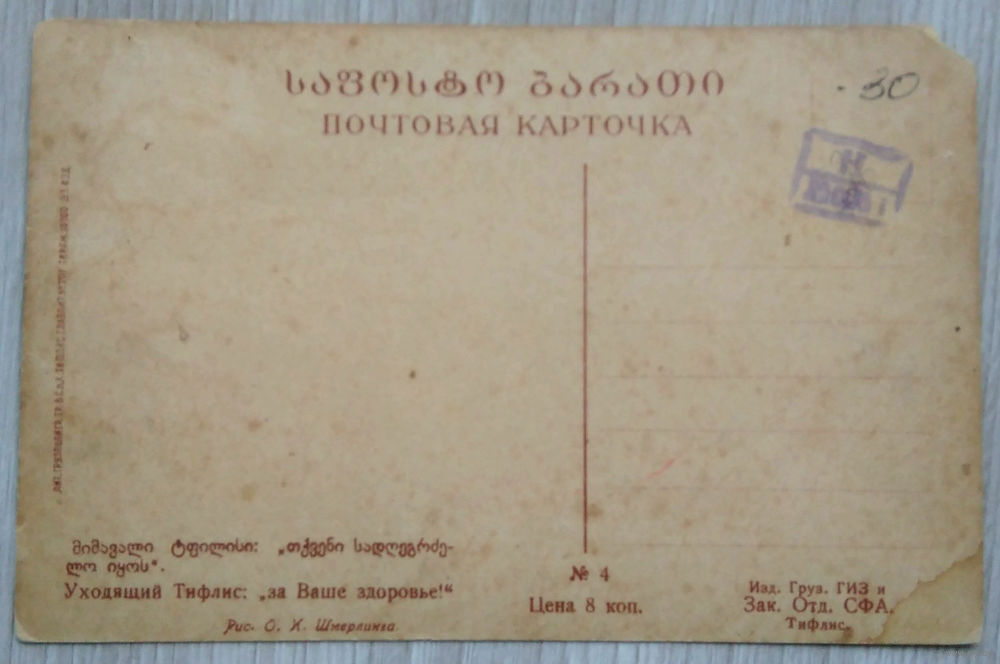 საფოსტო ბარათი
ПОЧТОВАЯ КАРТОЧКА
·30
მიმავალი ტფილისი: „თქვენი სადღეგრძე-
ლო იყოს“.
Уходящий Тифлис: „за Ваше здоровье!“
Рис. О. И. Шмерлинга
№ 4
Цена 8 коп.
Изд. Груз. ГИЗ и
Зак. Отд. СФА.
Тифлис.